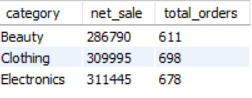 category net_sale total_orders
Beauty 286790 611
Clothing 309995 698
Electronics 311445 678